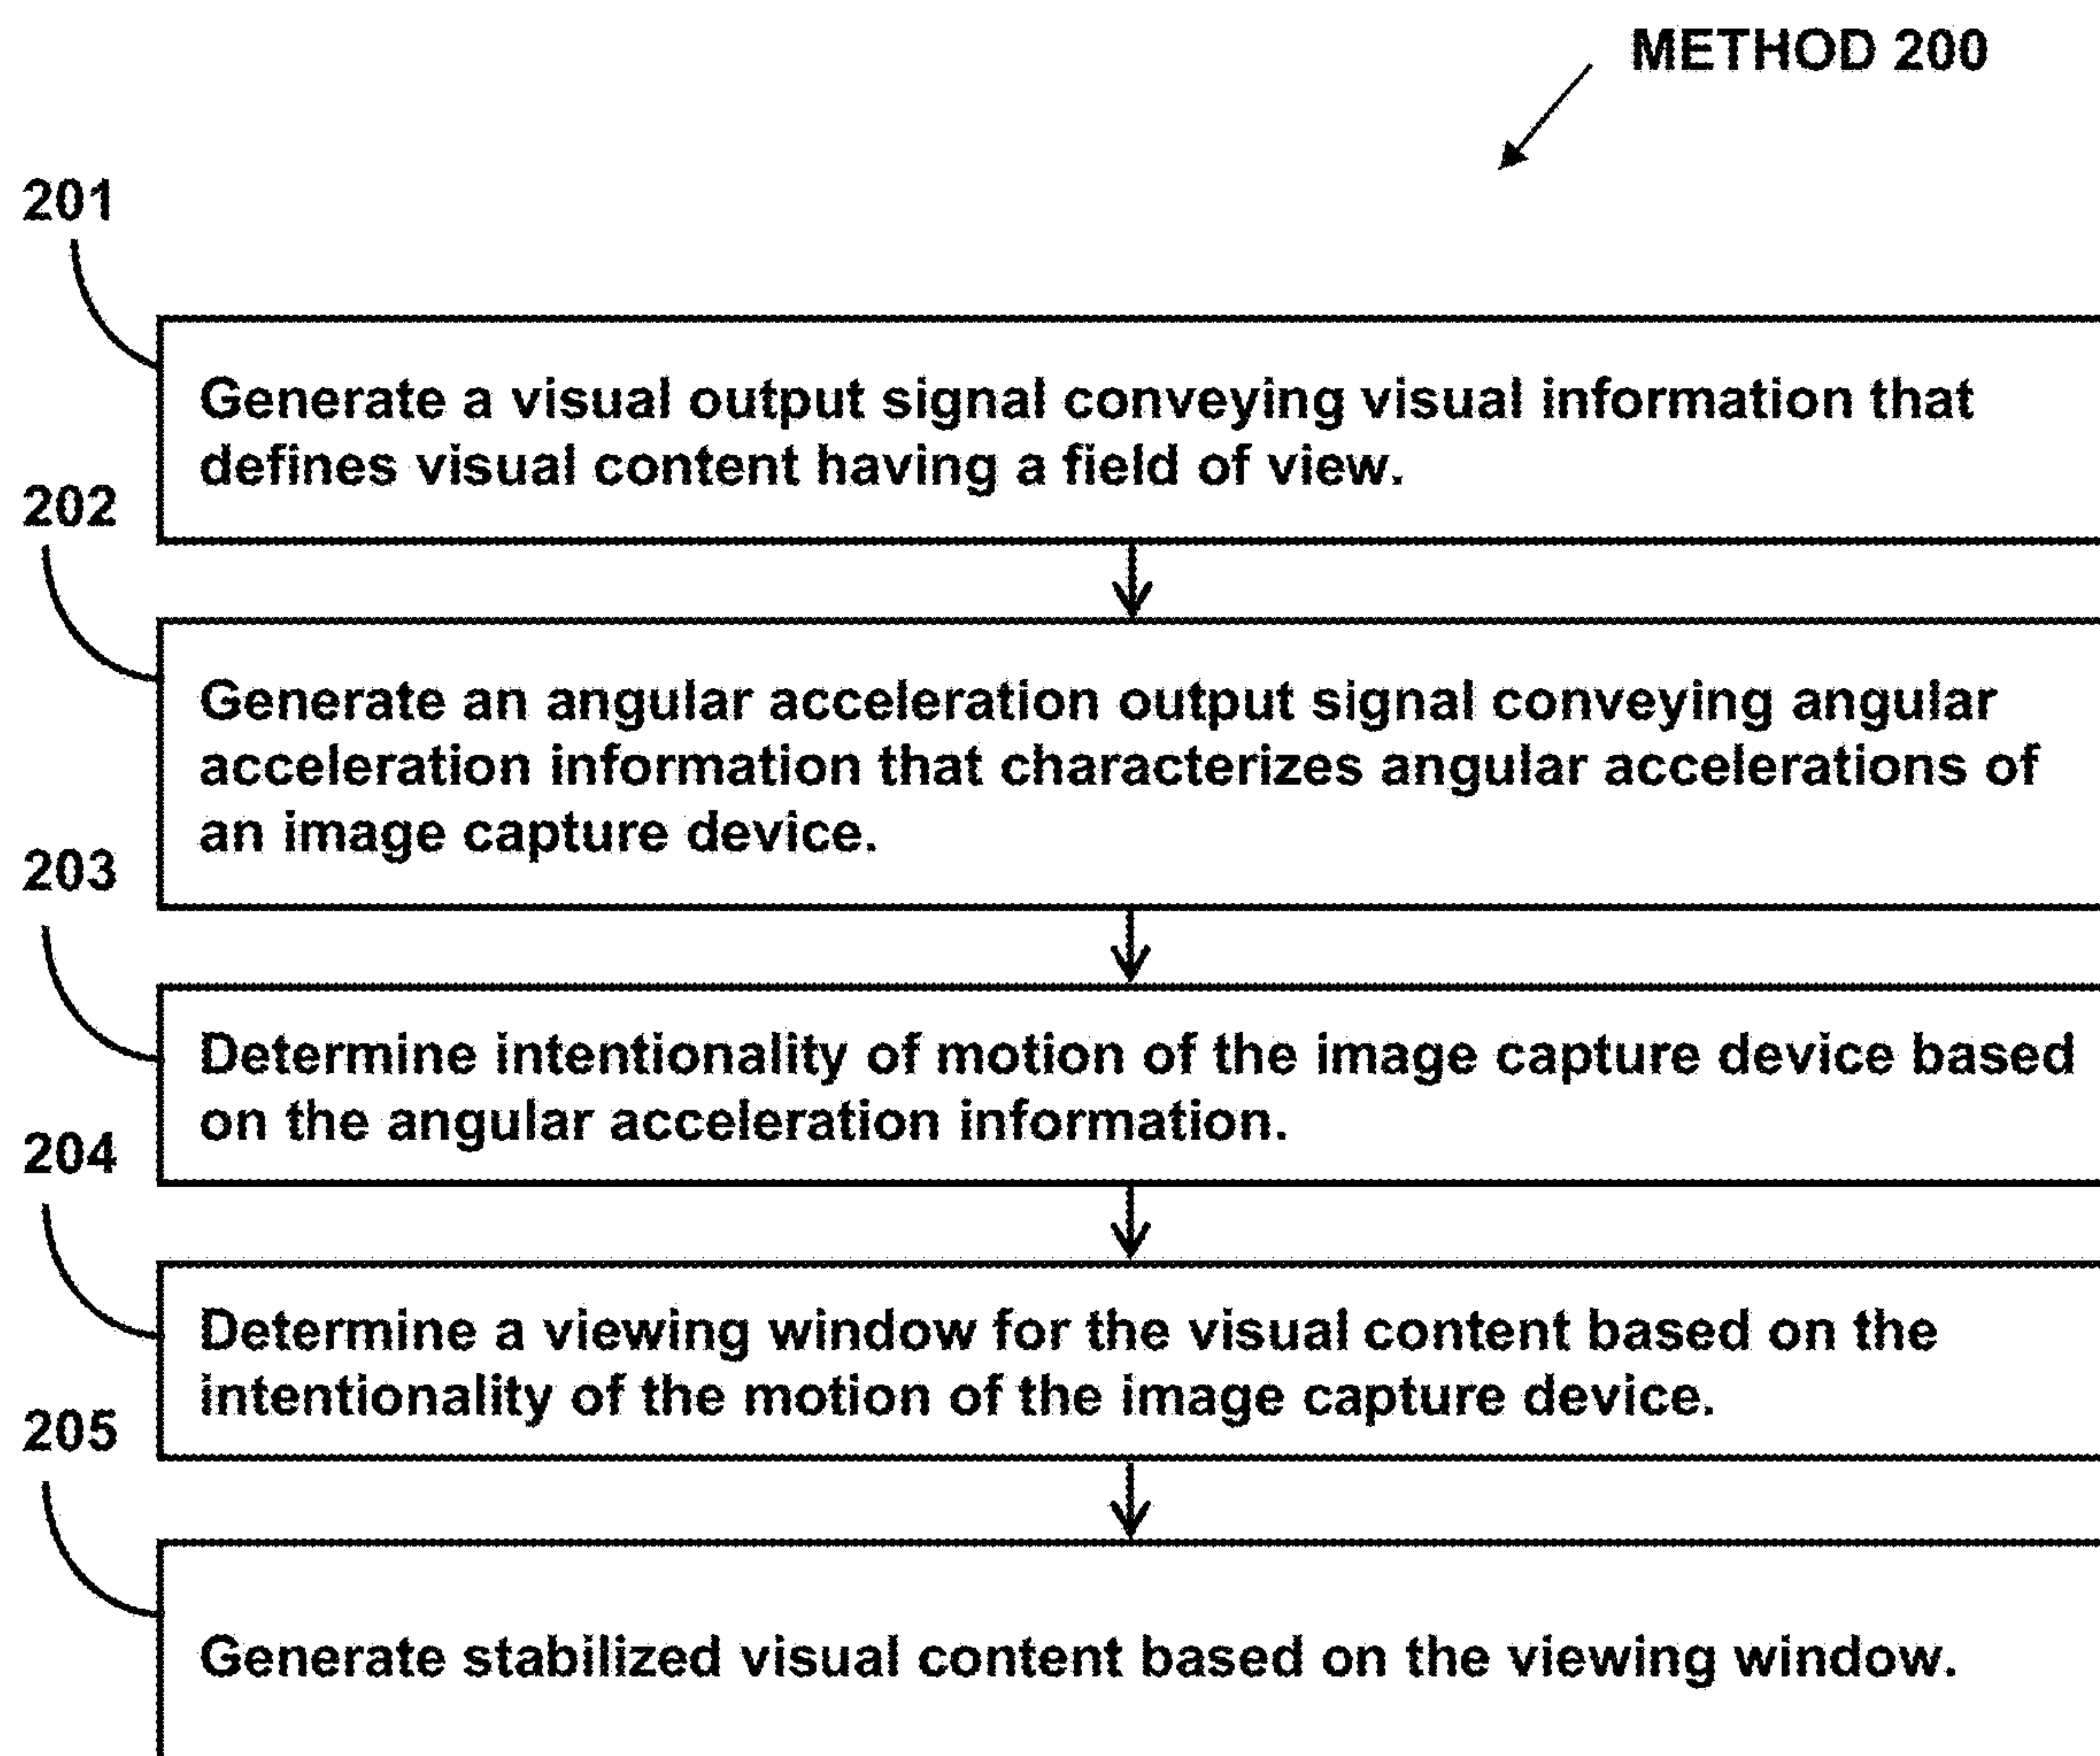 METHOD 200
201
Generate a visual output signal conveying visual information that
defines visual content having a field of view.
202
Generate an angular acceleration output signal conveying angular
acceleration information that characterizes angular accelerations of
an image capture device.
203
Determine intentionality of motion of the image capture device based
on the angular acceleration information.
204
Determine a viewing window for the visual content based on the
intentionality of the motion of the image capture device.
205
Generate stabilized visual content based on the viewing window.